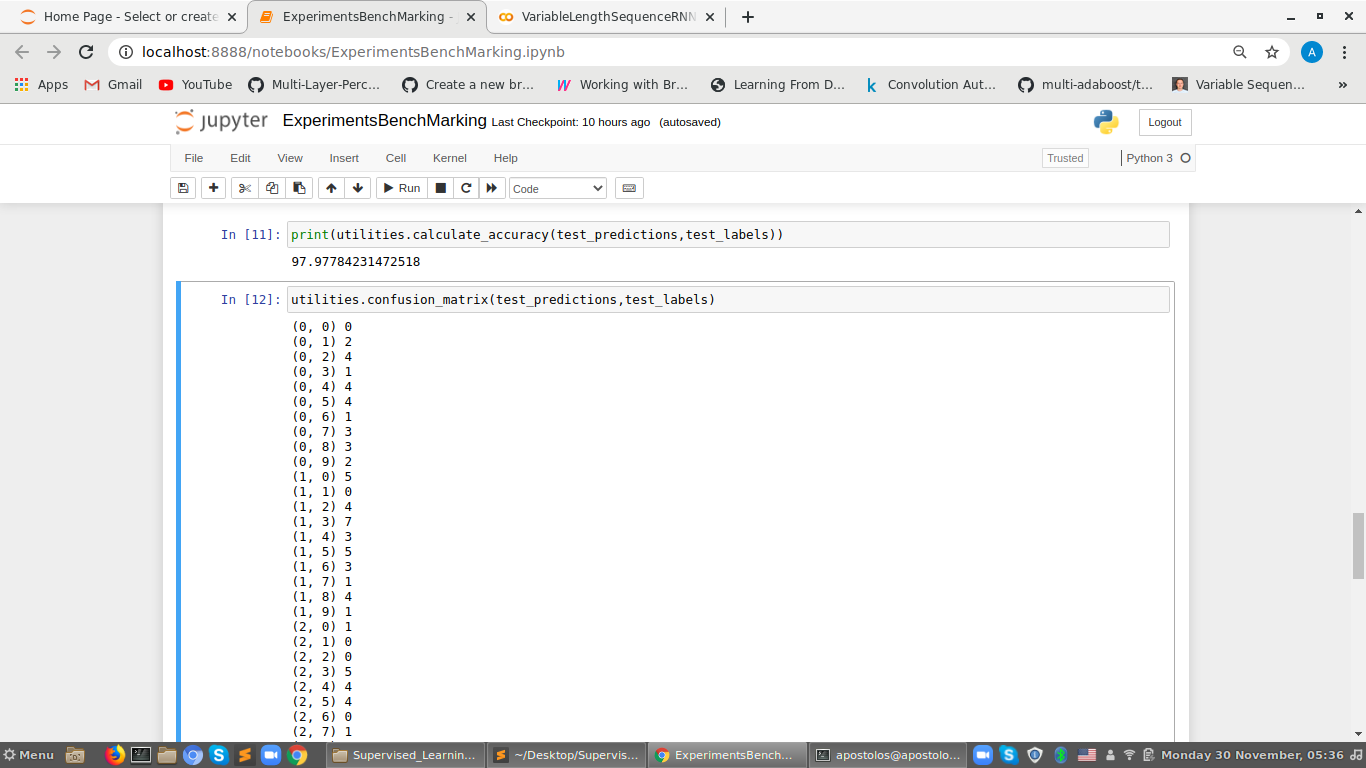 Home Page - Select or create
ExperimentsBenchMarking -
VariableLengthSequenceRNN
localhost:8888/notebooks/ExperimentsBenchMarking.ipynb
A
Apps
Gmail
YouTube
Multi-Layer-Perc...
Create a new br...
Working with Br...
Learning From D...
Convolution Aut...
multi-adaboost/t...
Variable Sequen...
»
jupyter
ExperimentsBenchMarking Last Checkpoint: 10 hours ago (autosaved)
Logout
File Edit View Insert Cell Kernel Help
Trusted
Python 3
Run
Code
In [11]: print(utilities.calculate_accuracy(test_predictions,test_labels))
97.97784231472518
In [12]: utilities.confusion_matrix(test_predictions,test_labels)
(0, 0) 0
(0, 1) 2
(0, 2) 4
(0, 3) 1
(0, 4) 4
(0, 5) 4
(0, 6) 1
(0, 7) 3
(0, 8) 3
(0, 9) 2
(1, 0) 5
(1, 1) 0
(1, 2) 4
(1, 3) 7
(1, 4) 3
(1, 5) 5
(1, 6) 3
(1, 7) 1
(1, 8) 4
(1, 9) 1
(2, 0) 1
(2, 1) 0
(2, 2) 0
(2, 3) 5
(2, 4) 4
(2, 5) 4
(2, 6) 0
(2, 7) 1
Menu
Supervised_Learnin...
~/Desktop/Supervis...
ExperimentsBench...
apostolos@apostolo...
Monday 30 November, 05:36